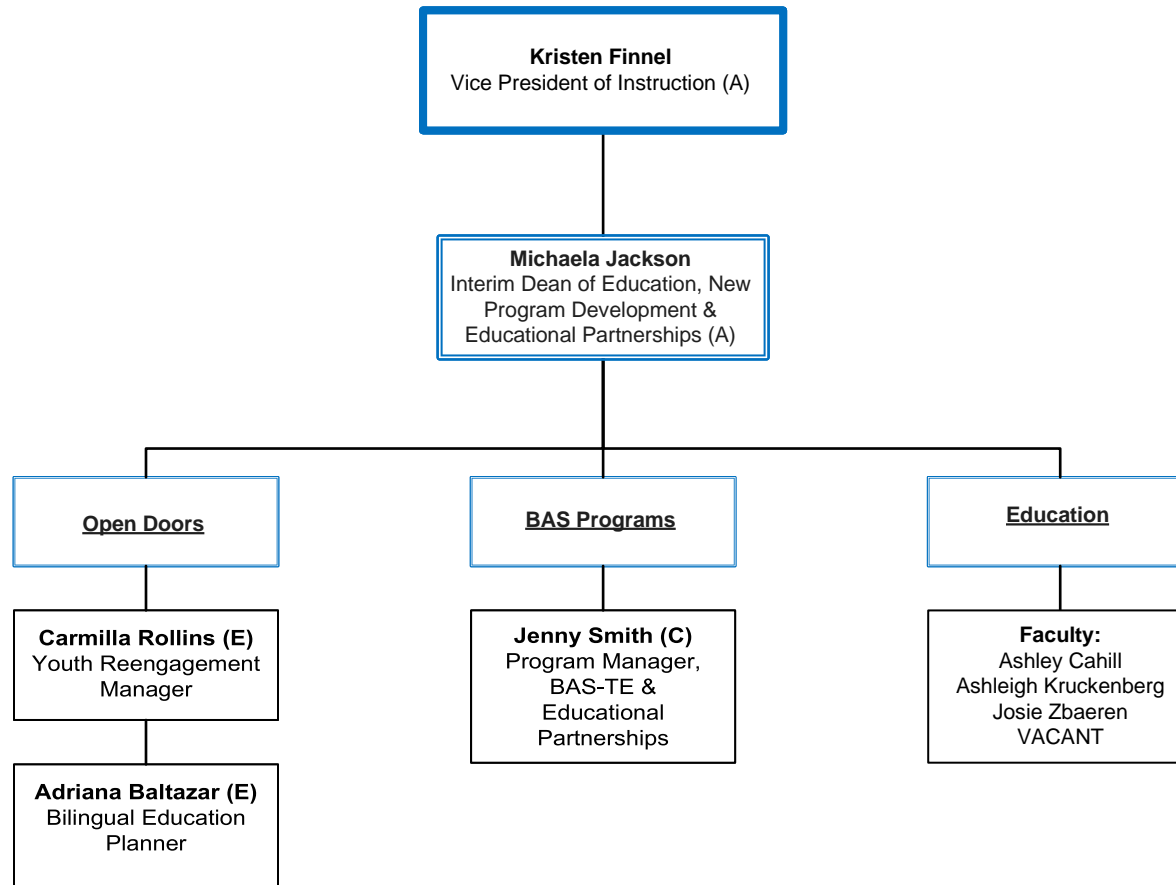 Kristen Finnel
Vice President of Instruction (A)
Michaela Jackson
Interim Dean of Education, New
Program Development &
Educational Partnerships (A)
Open Doors
BAS Programs
Education
Carmilla Rollins (E)
Youth Reengagement
Manager
Jenny Smith (C)
Program Manager,
BAS-TE &
Educational
Partnerships
Faculty:
Ashley Cahill
Ashleigh Kruckenberg
Josie Zbaeren
VACANT
Adriana Baltazar (E)
Bilingual Education
Planner